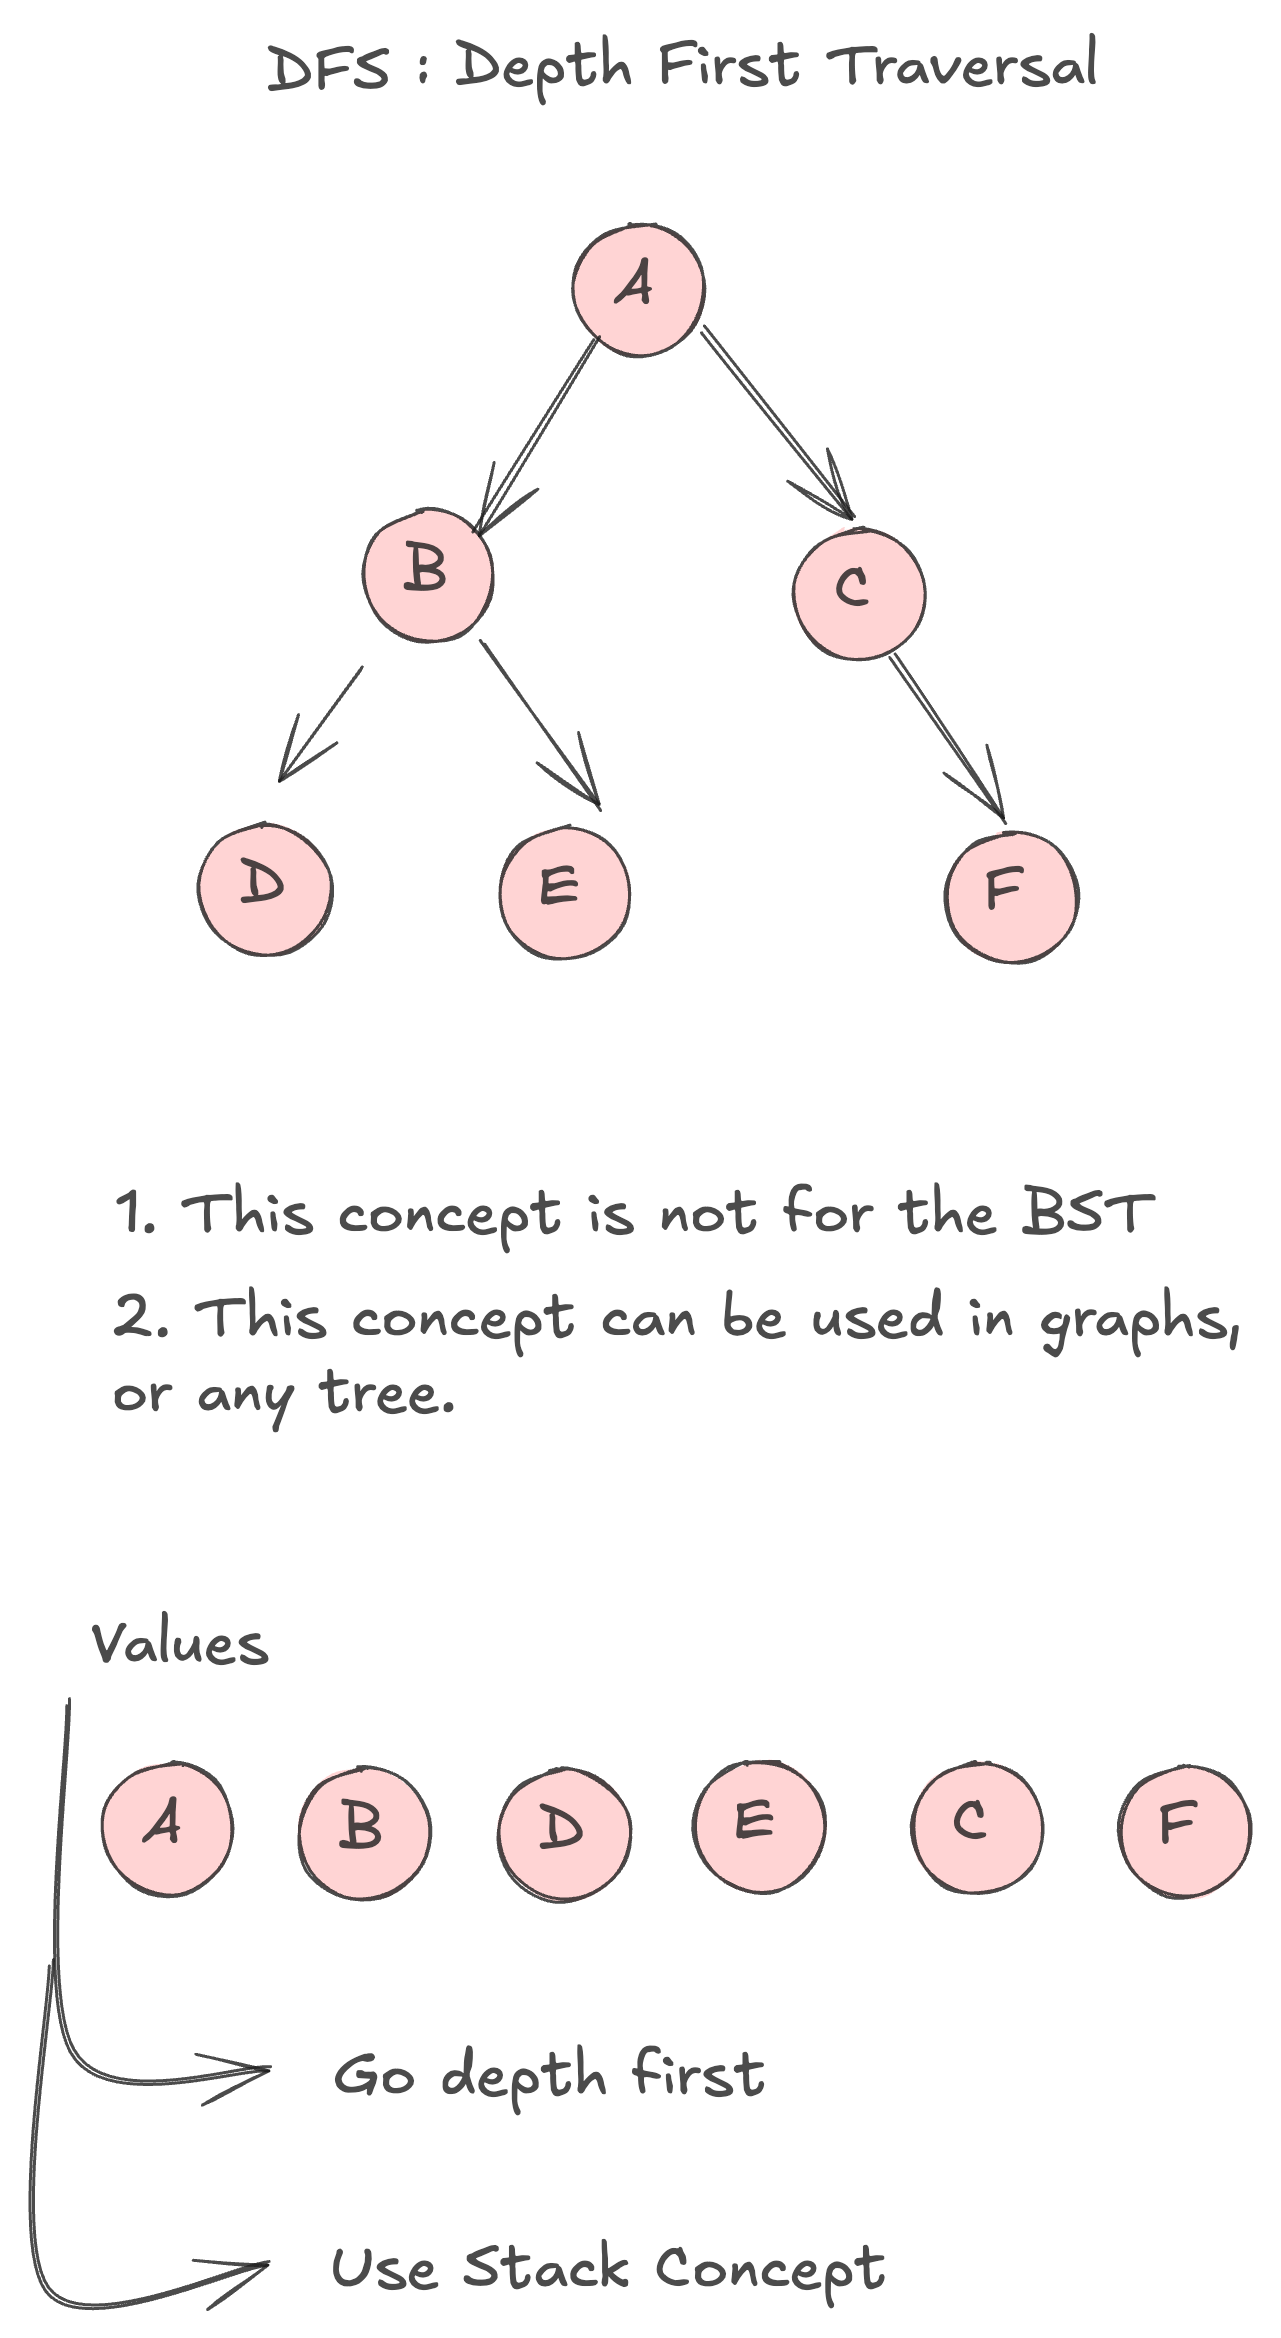 DFS : Depth First Traversal
A
B
C
D
E
F
1. This concept is not for the BST
2. This concept can be used in graphs,
or any tree.
Values
A B D E C F
Go depth first
Use Stack Concept